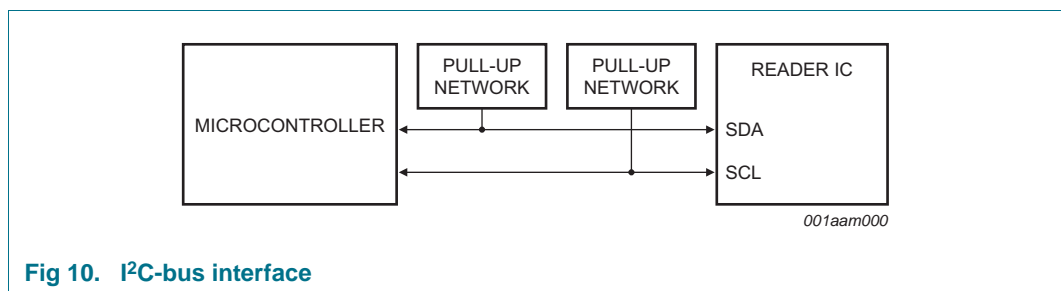 MICROCONTROLLER
PULL-UP
NETWORK
PULL-UP
NETWORK
READER IC
SDA
SCL
001aam000
Fig 10. I²C-bus interface